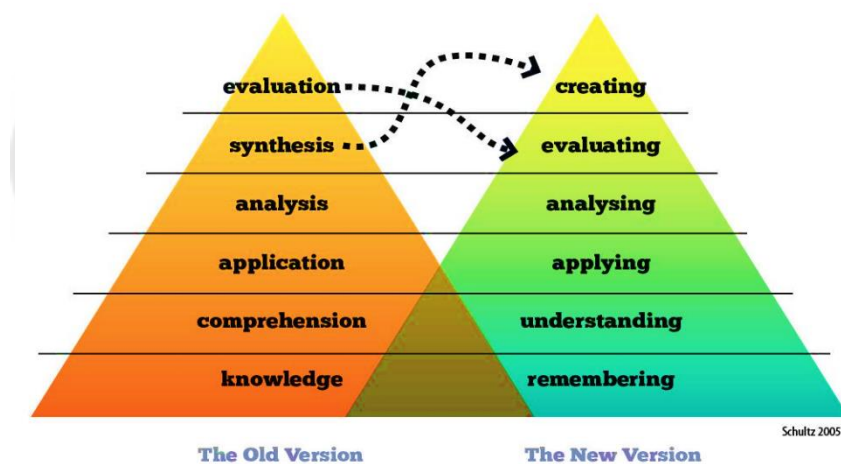 evaluation
synthesis
analysis
application
comprehension
knowledge
creating
evaluating
analysing
applying
understanding
remembering
Schultz 2005
The Old Version
The New Version